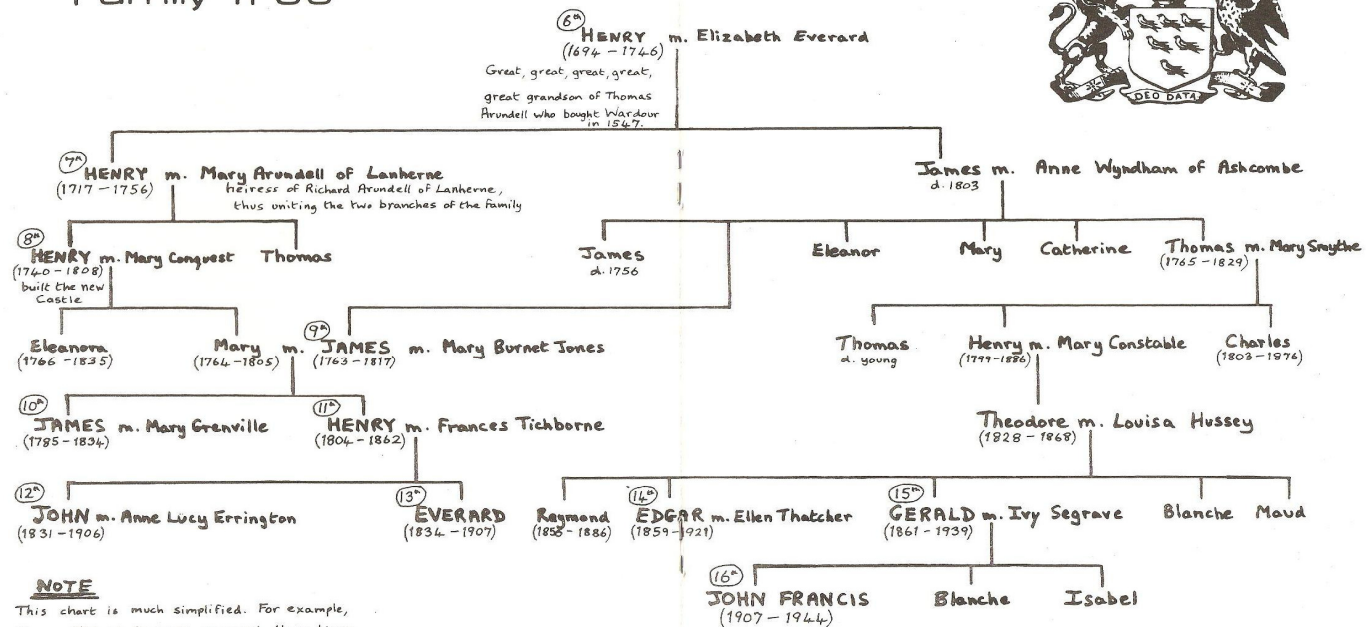 Family Tree
6th
HENRY m. Elizabeth Everard
(1694 – 1746)
Great, great, great, great,
great grandson of Thomas
Arundell who bought Wardour
in 1547.
DEO DATA
7th
HENRY m. Mary Arundell of Lanherne
(1717 – 1756)
heiress of Richard Arundell of Lanherne,
thus uniting the two branches of the family
James m. Anne Wyndham of Ashcombe
d. 1803
8th
HENRY m. Mary Conquest
(1740 – 1808)
built the new
Castle
Thomas
James
d. 1756
Eleanor
Mary
Catherine
Thomas m. Mary Smythe
(1765 – 1829)
Eleanora
(1766 – 1835)
Mary m.
(1764 – 1805)
9th
JAMES m. Mary Burnet Jones
(1763 – 1817)
Thomas
d. young
Henry m. Mary Constable
(1799 – 1886)
Charles
(1803 – 1976)
10th
JAMES m. Mary Grenville
(1785 – 1834)
11th
HENRY m. Frances Tichborne
(1804 – 1862)
Theodore m. Louisa Hussey
(1828 – 1868)
12th
JOHN m. Anne Lucy Errington
(1831 – 1906)
13th
EVERARD
(1834 – 1907)
Raymond
14th
EDGAR m. Ellen Thatcher
(1859 – 1921)
15th
GERALD m. Ivy Segrave
(1861 – 1939)
Blanche
Maud
16th
JOHN FRANCIS
(1907 – 1944)
Blanche
Isabel
NOTE
This chart is much simplified. For example,